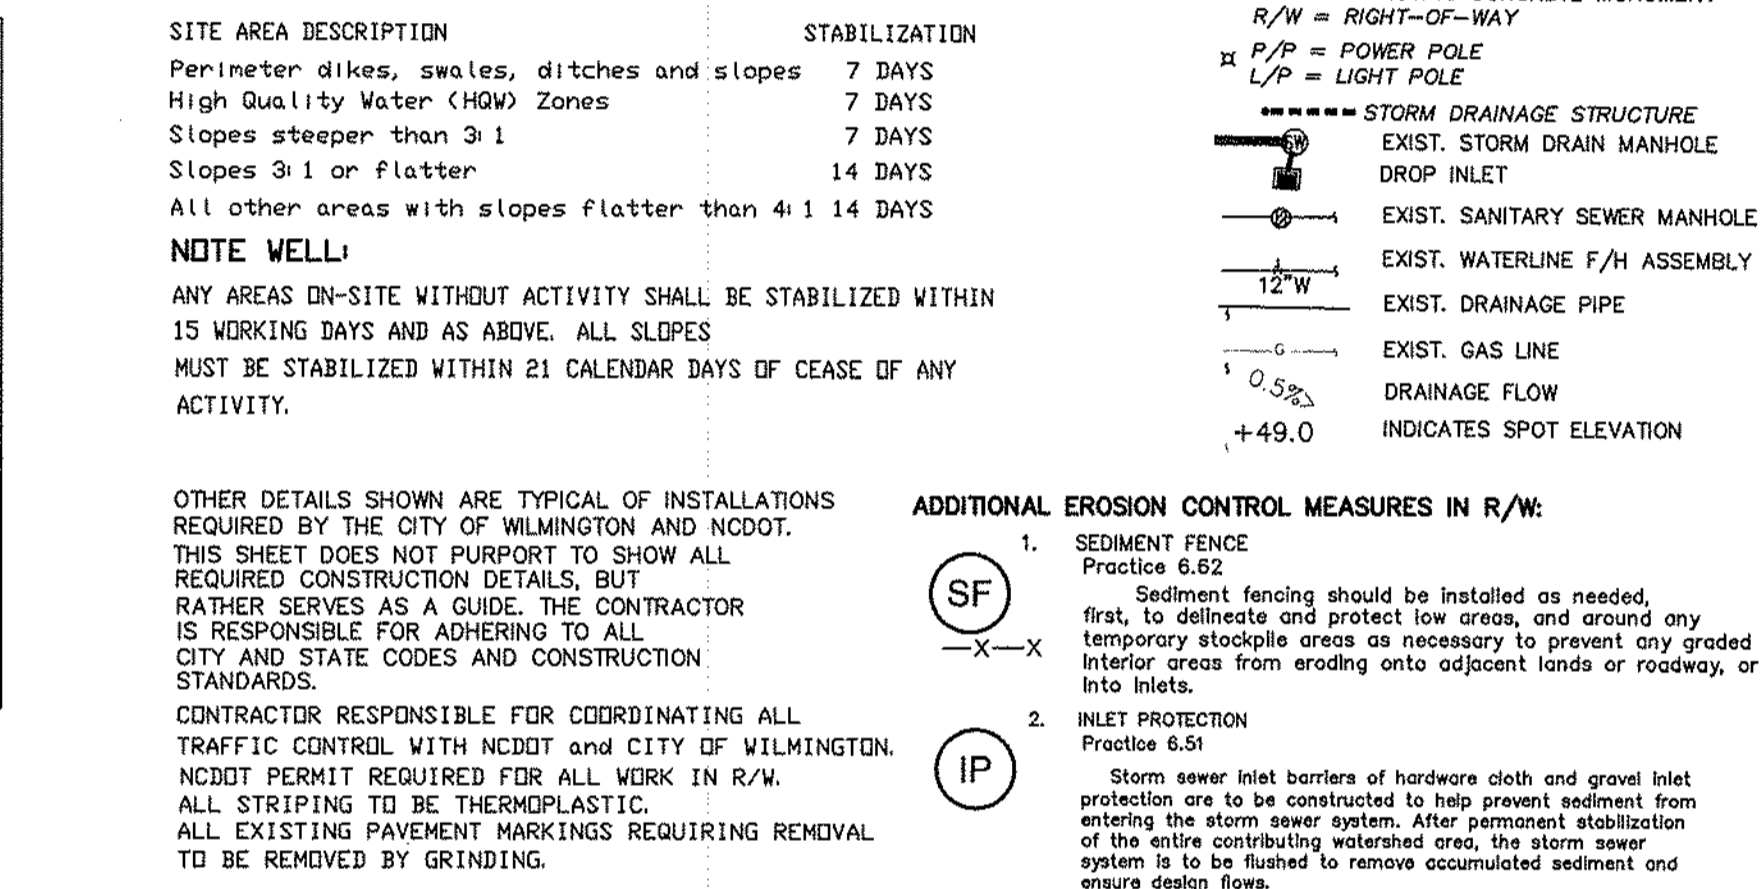 SITE AREA DESCRIPTION STABILIZATION
Perimeter dikes, swales, ditches and slopes 7 DAYS
High Quality Water (HQW) Zones 7 DAYS
Slopes steeper than 3:1 7 DAYS
Slopes 3:1 or flatter 14 DAYS
All other areas with slopes flatter than 4:1 14 DAYS
NOTE WELL:
ANY AREAS ON-SITE WITHOUT ACTIVITY SHALL BE STABILIZED WITHIN
15 WORKING DAYS AND AS ABOVE. ALL SLOPES
MUST BE STABILIZED WITHIN 21 CALENDAR DAYS OF CEASE OF ANY
ACTIVITY.
OTHER DETAILS SHOWN ARE TYPICAL OF INSTALLATIONS
REQUIRED BY THE CITY OF WILMINGTON AND NCDOT.
THIS SHEET DOES NOT PURPORT TO SHOW ALL
REQUIRED CONSTRUCTION DETAILS, BUT
RATHER SERVES AS A GUIDE. THE CONTRACTOR
IS RESPONSIBLE FOR ADHERING TO ALL
CITY AND STATE CODES AND CONSTRUCTION
STANDARDS.
CONTRACTOR RESPONSIBLE FOR COORDINATING ALL
TRAFFIC CONTROL WITH NCDOT and CITY OF WILMINGTON.
NCDOT PERMIT REQUIRED FOR ALL WORK IN R/W.
ALL STRIPING TO BE THERMOPLASTIC.
ALL EXISTING PAVEMENT MARKINGS REQUIRING REMOVAL
TO BE REMOVED BY GRINDING.
R/W = RIGHT-OF-WAY
P/P = POWER POLE
L/P = LIGHT POLE
STORM DRAINAGE STRUCTURE
SW EXIST. STORM DRAIN MANHOLE
DROP INLET
EXIST. SANITARY SEWER MANHOLE
EXIST. WATERLINE F/H ASSEMBLY
12"W
EXIST. DRAINAGE PIPE
G EXIST. GAS LINE
0.5% DRAINAGE FLOW
+49.0 INDICATES SPOT ELEVATION
ADDITIONAL EROSION CONTROL MEASURES IN R/W:
1. SEDIMENT FENCE
Practice 6.62
SF
—X—X
Sediment fencing should be installed as needed,
first, to delineate and protect low areas, and around any
temporary stockpile areas as necessary to prevent any graded
interior areas from eroding onto adjacent lands or roadway, or
into inlets.
2. INLET PROTECTION
Practice 6.51
IP
Storm sewer inlet barriers of hardware cloth and gravel inlet
protection are to be constructed to help prevent sediment from
entering the storm sewer system. After permanent stabilization
of the entire contributing watershed area, the storm sewer
system is to be flushed to remove accumulated sediment and
ensure design flows.